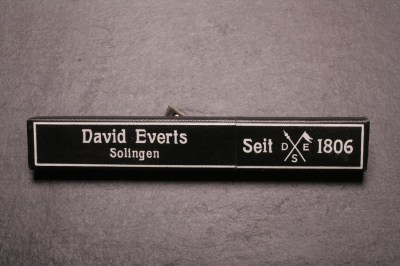 David Everts
Solingen
Seit D E S 1806